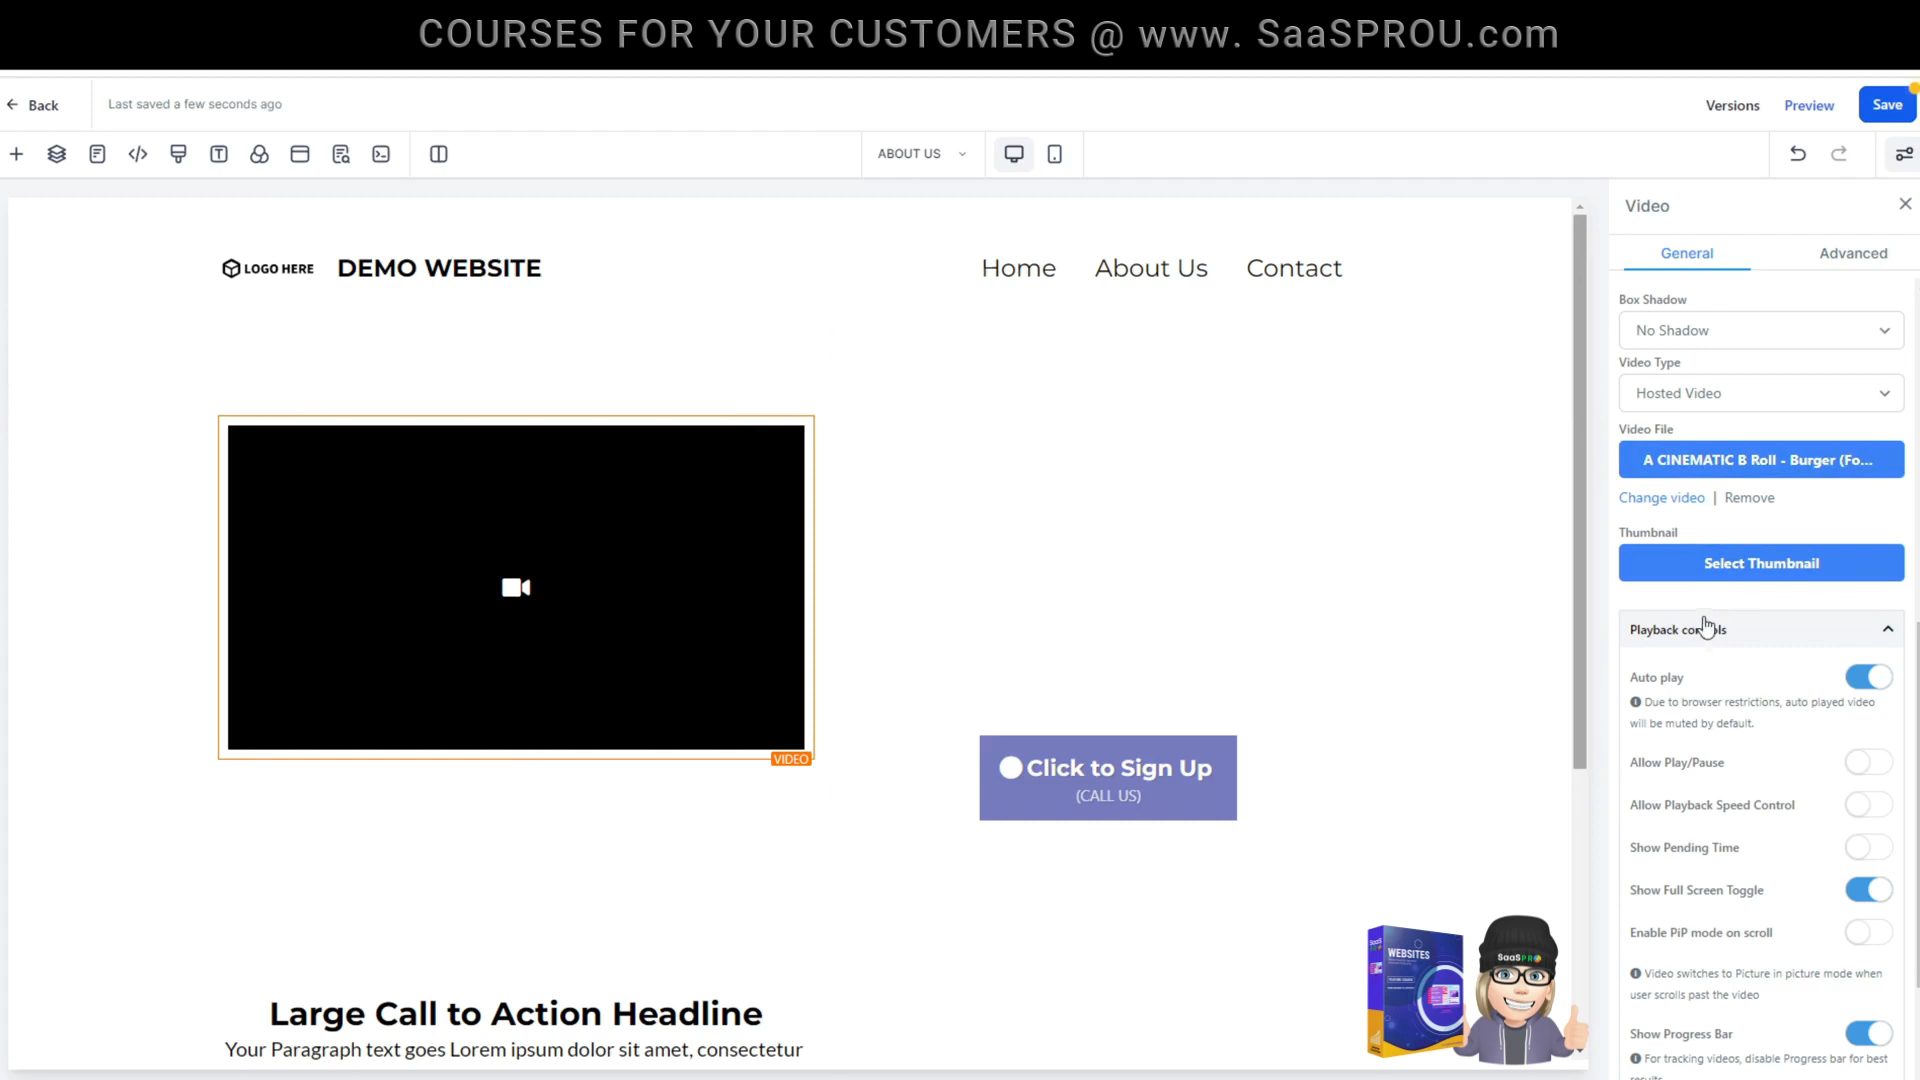 COURSES FOR YOUR CUSTOMERS @ www. SaaSPROU.com
Back
Last saved a few seconds ago
Versions
Preview
Save
ABOUT US
Video
General
Advanced
LOGO HERE
DEMO WEBSITE
Home
About Us
Contact
Box Shadow
No Shadow
Video Type
Hosted Video
Video File
A CINEMATIC B Roll - Burger (Fo...
Change video | Remove
Thumbnail
Select Thumbnail
Playback controls
Auto play
Due to browser restrictions, auto played video
will be muted by default.
VIDEO
Click to Sign Up
(CALL US)
Allow Play/Pause
Allow Playback Speed Control
Show Pending Time
Show Full Screen Toggle
Enable PiP mode on scroll
Video switches to Picture in picture mode when
user scrolls past the video
Show Progress Bar
For tracking videos, disable Progress bar for best
Large Call to Action Headline
Your Paragraph text goes Lorem ipsum dolor sit amet, consectetur
WEBSITES
SaaSPRO